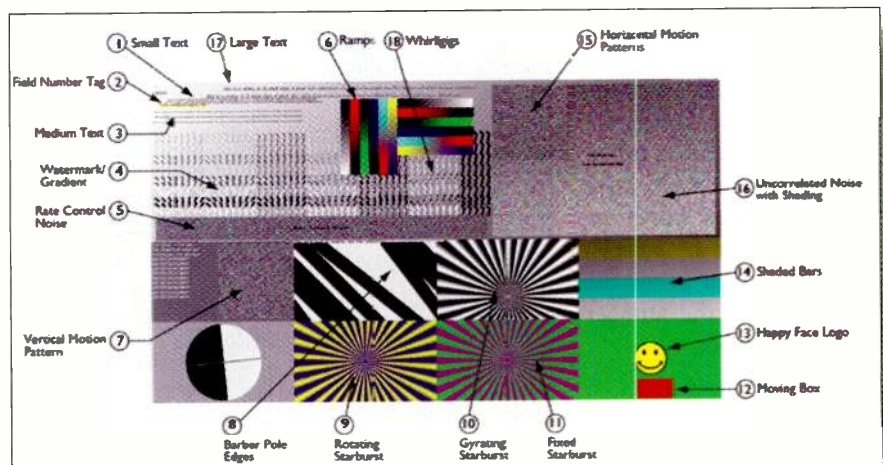 1 Small Text
17 Large Text
6 Ramps
18 Whirligigs
15 Horizontal Motion
Patterns
Field Number Tag 2
Medium Text 3
Watermark/
Gradient 4
Rate Control 5
Noise
16 Uncorrelated Noise
with Shading
14 Shaded Bars
Vertical Motion 7
Pattern
13 Happy Face Logo
12 Moving Box
8
Barber Pole
Edges
9
Rotating
Starburst
10
Gyrating
Starburst
11
Fixed
Starburst